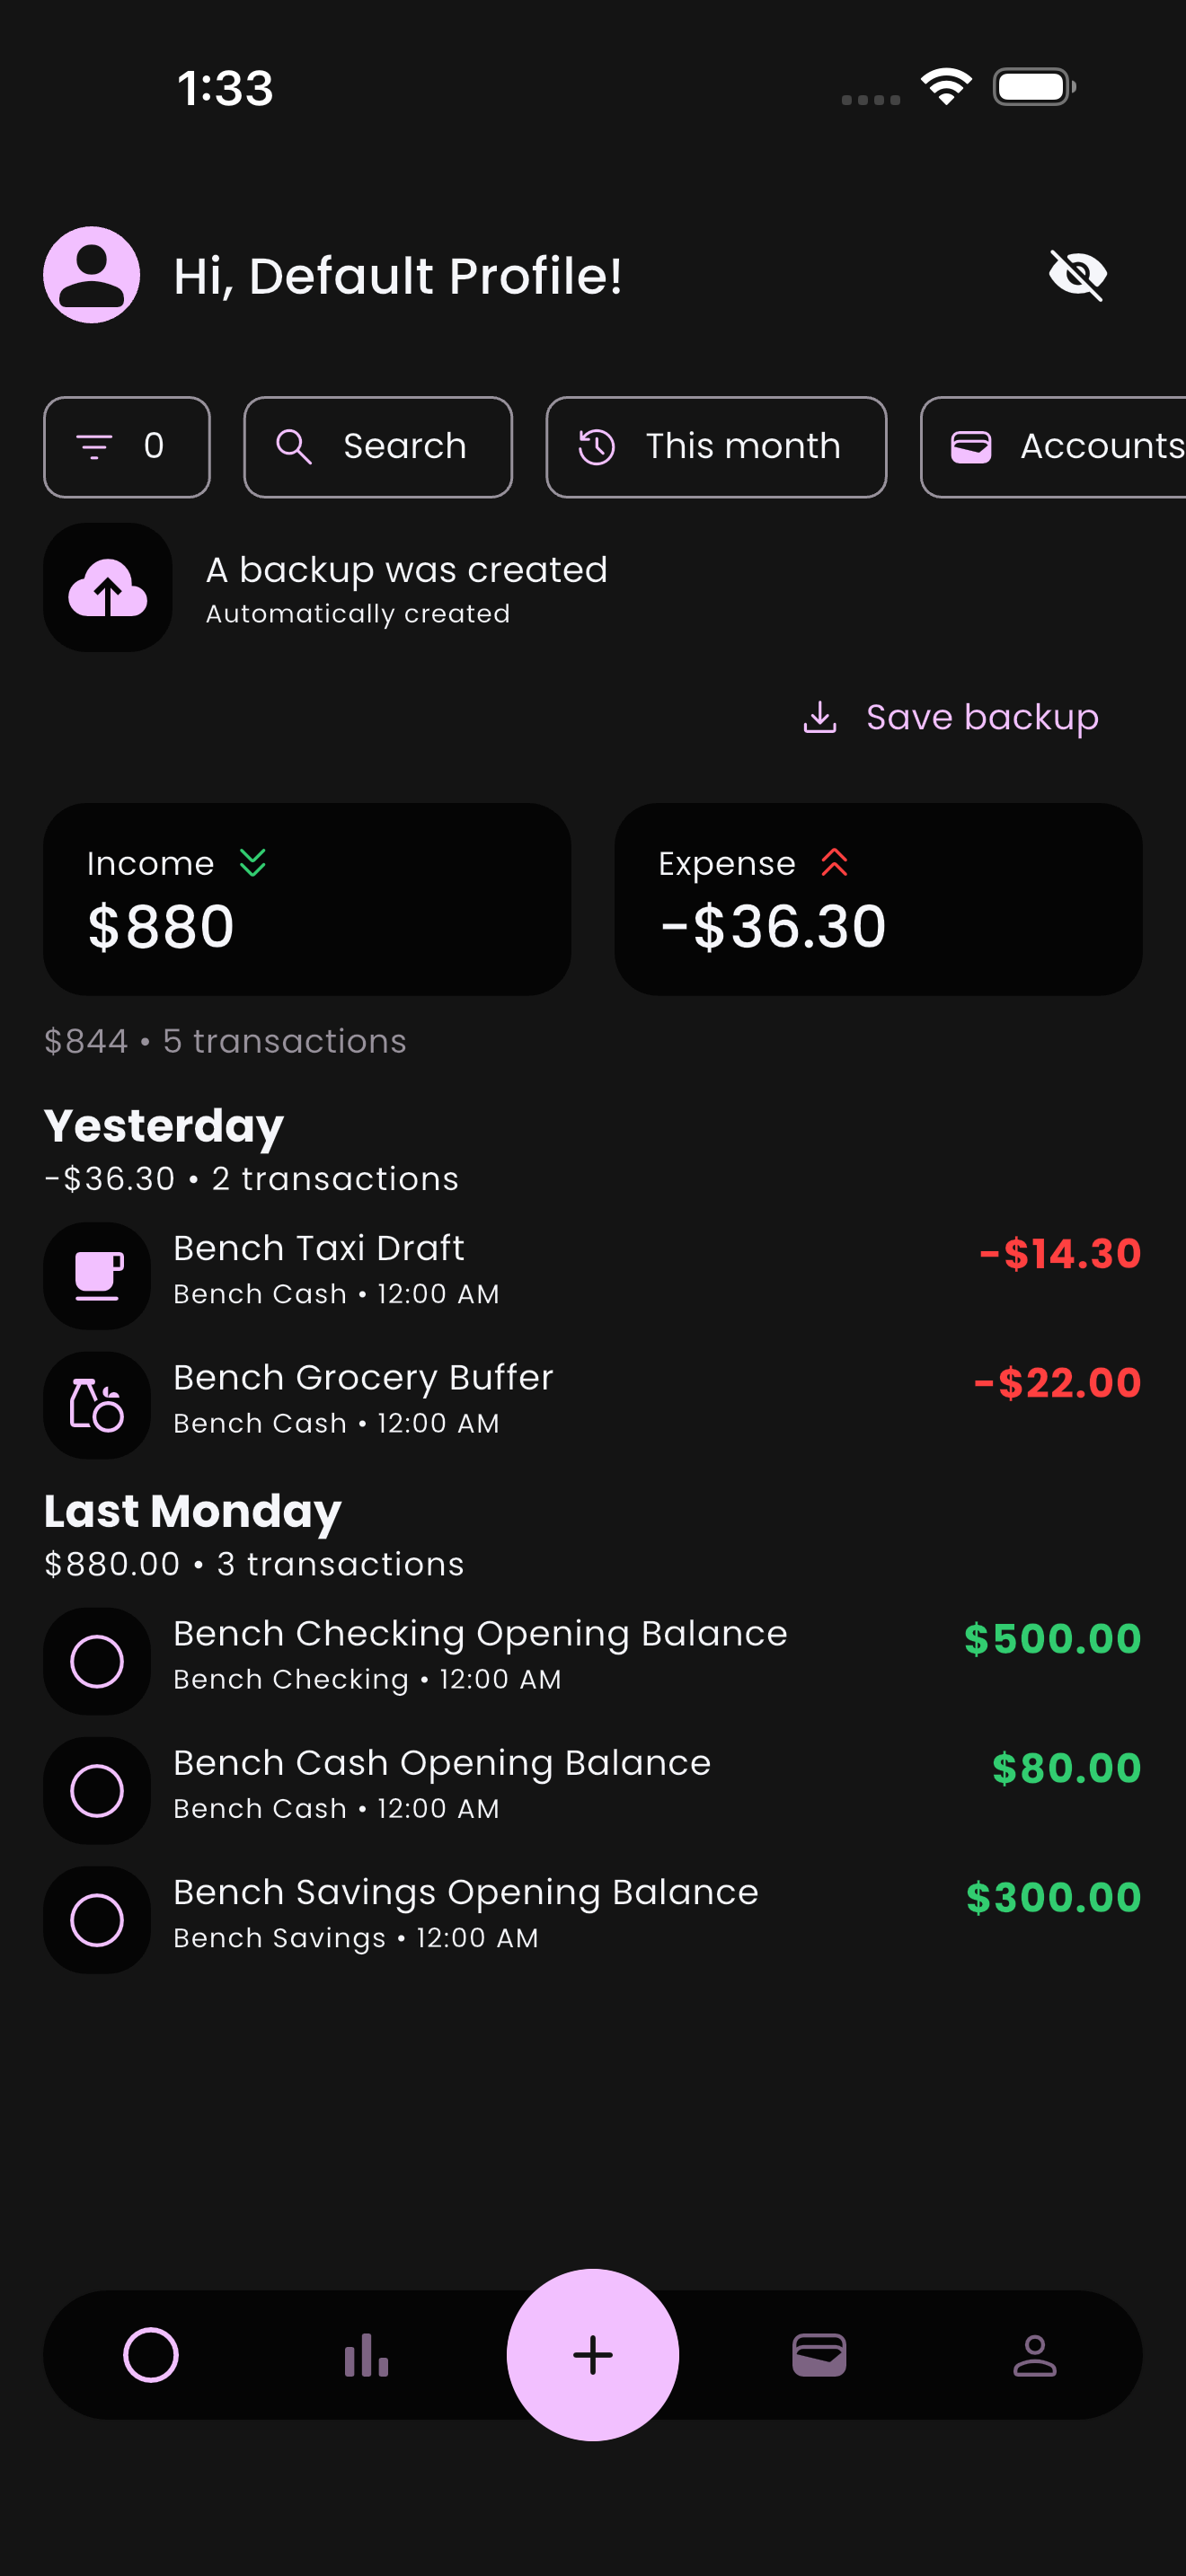 1:33
Hi, Default Profile!
0
Search
This month
Accounts
A backup was created
Automatically created
Save backup
Income
$880
Expense
-$36.30
$844 • 5 transactions
Yesterday
-$36.30 • 2 transactions
Bench Taxi Draft
-$14.30
Bench Cash • 12:00 AM
Bench Grocery Buffer
-$22.00
Bench Cash • 12:00 AM
Last Monday
$880.00 • 3 transactions
Bench Checking Opening Balance
$500.00
Bench Checking • 12:00 AM
Bench Cash Opening Balance
$80.00
Bench Cash • 12:00 AM
Bench Savings Opening Balance
$300.00
Bench Savings • 12:00 AM